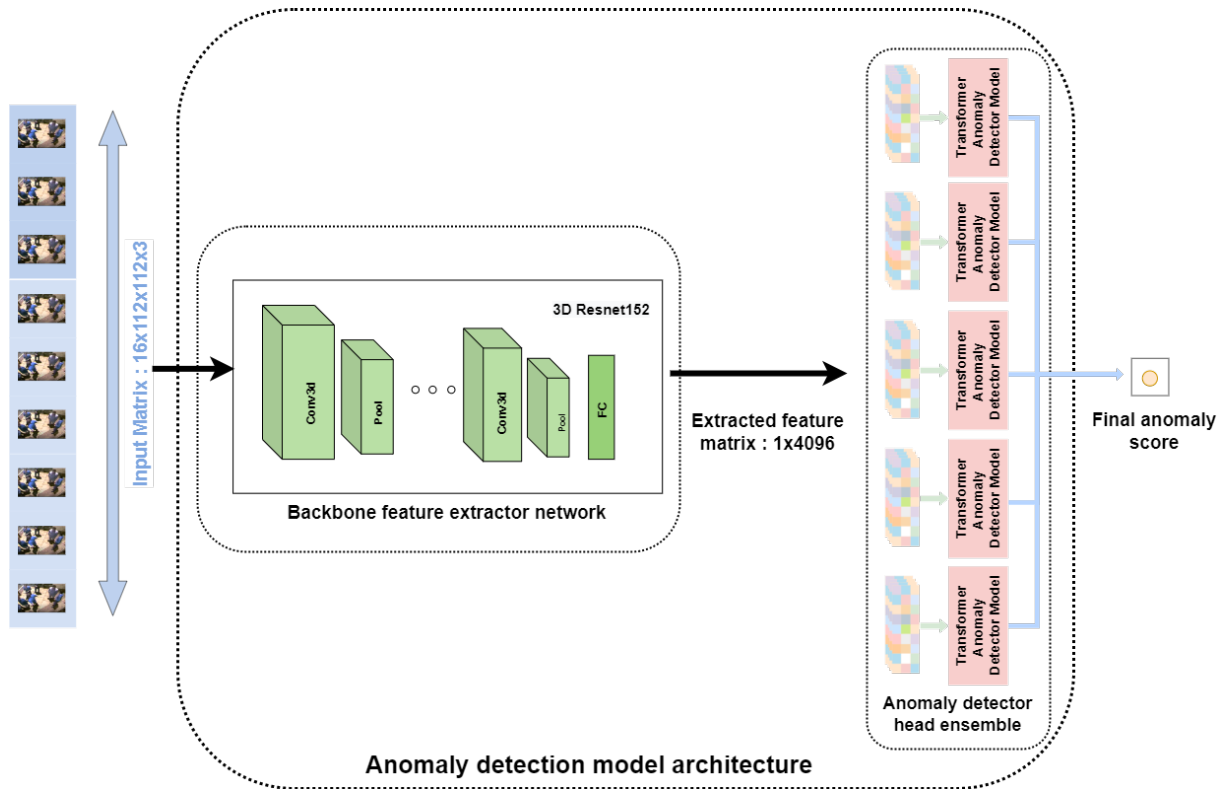 Input Matrix : 16x112x112x3
3D Resnet152
Conv3d
Pool
Conv3d
Pool
FC
Backbone feature extractor network
Extracted feature
matrix : 1x4096
Transformer
Anomaly
Detector Model
Transformer
Anomaly
Detector Model
Transformer
Anomaly
Detector Model
Transformer
Anomaly
Detector Model
Transformer
Anomaly
Detector Model
Anomaly detector
head ensemble
Final anomaly
score
Anomaly detection model architecture